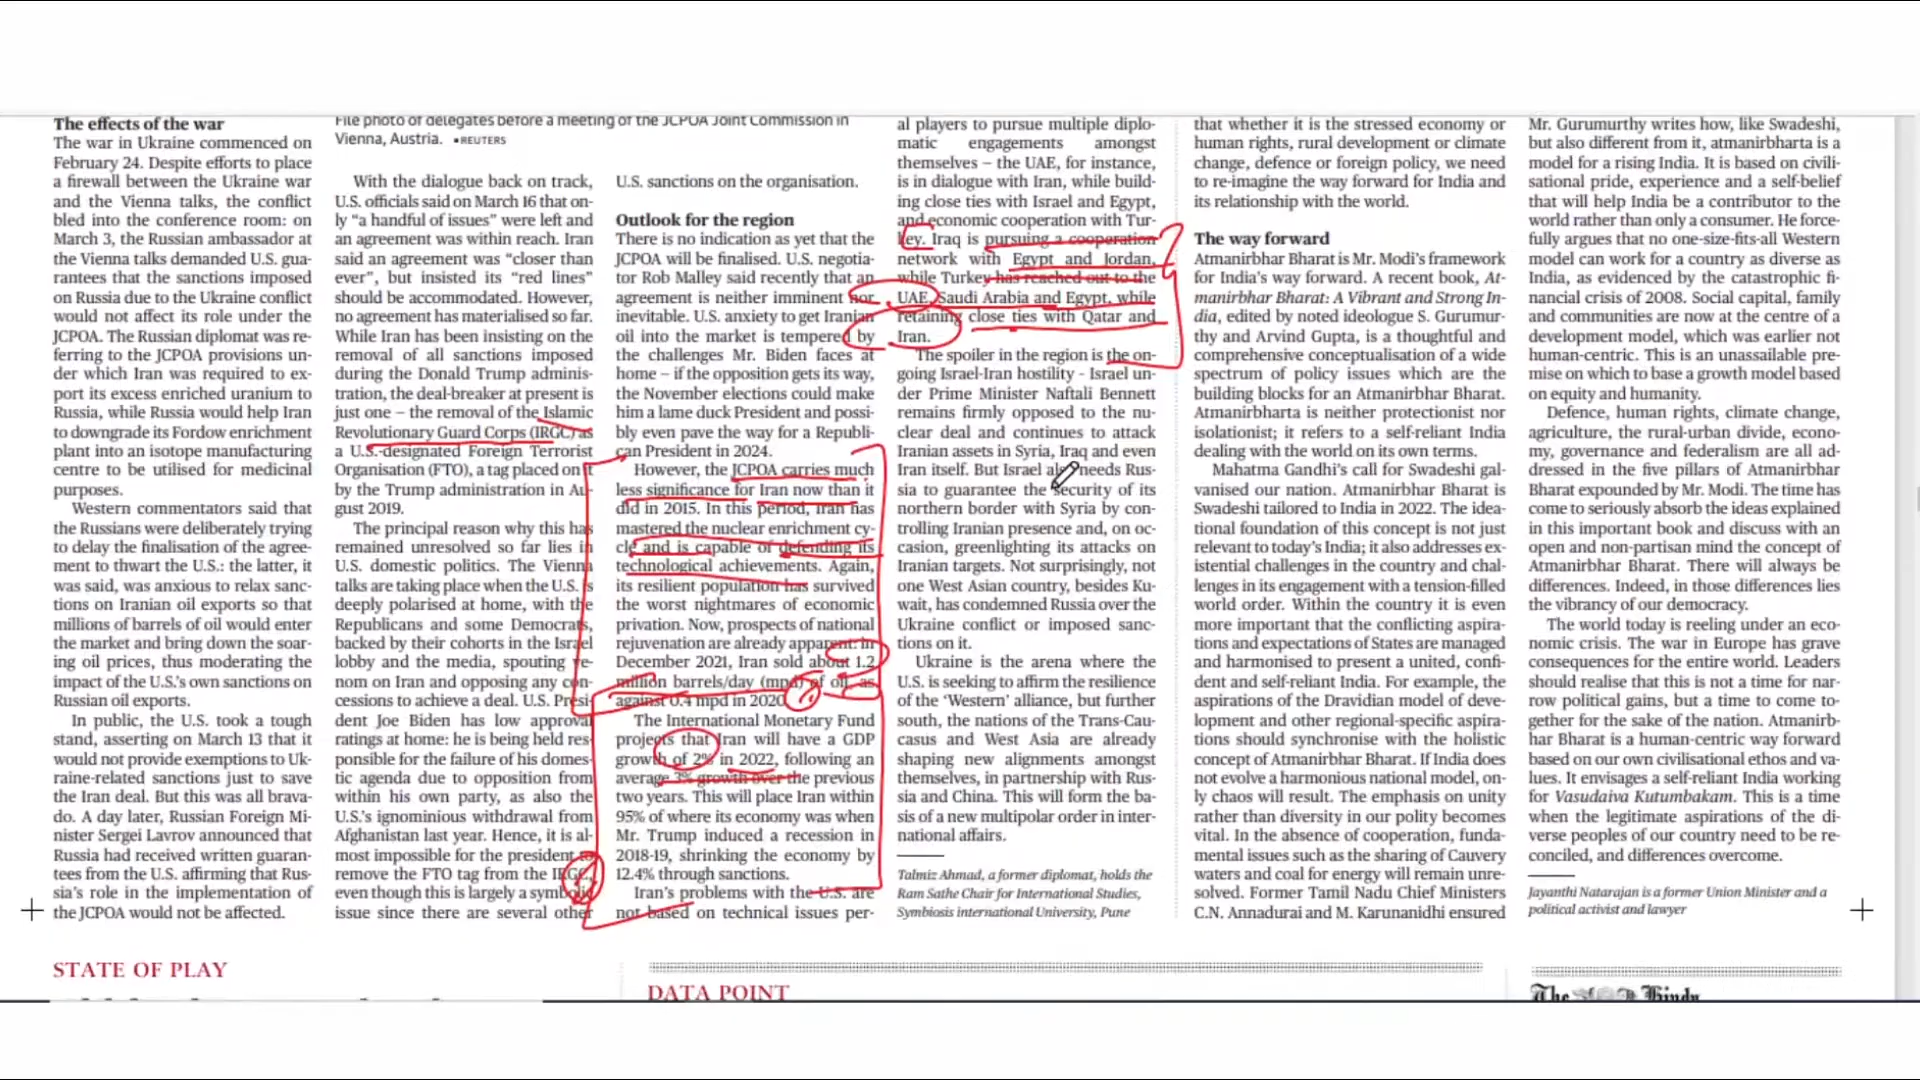 The effects of the war
The war in Ukraine commenced on
February 24. Despite efforts to place
a firewall between the Ukraine war
and the Vienna talks, the conflict
bled into the conference room: on
March 3, the Russian ambassador at
the Vienna talks demanded U.S. gua-
rantees that the sanctions imposed
on Russia due to the Ukraine conflict
would not affect its role under the
JCPOA. The Russian diplomat was re-
ferring to the JCPOA provisions un-
der which Iran was required to ex-
port its excess enriched uranium to
Russia, while Russia would help Iran
to downgrade its Fordow enrichment
plant into an isotope manufacturing
centre to be utilised for medicinal
purposes.
Western commentators said that
the Russians were deliberately trying
to delay the finalisation of the agree-
ment to thwart the U.S.: the latter, it
was said, was anxious to relax sanc-
tions on Iranian oil exports so that
millions of barrels of oil would enter
the market and bring down the soar-
ing oil prices, thus moderating the
impact of the U.S.'s own sanctions on
Russian oil exports.
In public, the U.S. took a tough
stand, asserting on March 13 that it
would not provide exemptions to Uk-
raine-related sanctions just to save
the Iran deal. But this was all brava-
do. A day later, Russian Foreign Mi-
nister Sergei Lavrov announced that
Russia had received written guaran-
tees from the U.S. affirming that Rus-
sia's role in the implementation of
the JCPOA would not be affected.
File photo of delegates before a meeting of the JCPOA Joint Commission in
Vienna, Austria. ▪REUTERS
With the dialogue back on track,
U.S. officials said on March 16 that on-
ly “a handful of issues” were left and
an agreement was within reach. Iran
said an agreement was “closer than
ever”, but insisted its “red lines”
should be accommodated. However,
no agreement has materialised so far.
While Iran has been insisting on the
removal of all sanctions imposed
during the Donald Trump adminis-
tration, the deal-breaker at present is
just one – the removal of the Islamic
Revolutionary Guard Corps (IRGC) as
a U.S.-designated Foreign Terrorist
Organisation (FTO), a tag placed on it
by the Trump administration in Au-
gust 2019.
The principal reason why this has
remained unresolved so far lies in
U.S. domestic politics. The Vienna
talks are taking place when the U.S. is
deeply polarised at home, with the
Republicans and some Democrats,
backed by their cohorts in the Israel
lobby and the media, spouting ve-
nom on Iran and opposing any con-
cessions to achieve a deal. U.S. Presi-
dent Joe Biden has low approval
ratings at home: he is being held res-
ponsible for the failure of his domes-
tic agenda due to opposition from
within his own party, as also the
U.S.'s ignominious withdrawal from
Afghanistan last year. Hence, it is al-
most impossible for the president to
remove the FTO tag from the IRGC,
even though this is largely a symbolic
issue since there are several other
U.S. sanctions on the organisation.
Outlook for the region
There is no indication as yet that the
JCPOA will be finalised. U.S. negotia-
tor Rob Malley said recently that an
agreement is neither imminent nor
inevitable. U.S. anxiety to get Iranian
oil into the market is tempered by
the challenges Mr. Biden faces at
home – if the opposition gets its way,
the November elections could make
him a lame duck President and possi-
bly even pave the way for a Republi-
can President in 2024.
However, the JCPOA carries much
less significance for Iran now than it
did in 2015. In this period, Iran has
mastered the nuclear enrichment cy-
cle and is capable of defending its
technological achievements. Again,
its resilient population has survived
the worst nightmares of economic
privation. Now, prospects of national
rejuvenation are already apparent: in
December 2021, Iran sold about 1.2
million barrels/day (mpd) of oil, as
against 0.4 mpd in 2020.
The International Monetary Fund
projects that Iran will have a GDP
growth of 2% in 2022, following an
average 3% growth over the previous
two years. This will place Iran within
95% of where its economy was when
Mr. Trump induced a recession in
2018-19, shrinking the economy by
12.4% through sanctions.
Iran's problems with the U.S. are
not based on technical issues per-
al players to pursue multiple diplo-
matic engagements amongst
themselves – the UAE, for instance,
is in dialogue with Iran, while build-
ing close ties with Israel and Egypt,
and economic cooperation with Tur-
key. Iraq is pursuing a cooperation
network with Egypt and Jordan,
while Turkey has reached out to the
UAE, Saudi Arabia and Egypt, while
retaining close ties with Qatar and
Iran.
The spoiler in the region is the on-
going Israel-Iran hostility - Israel un-
der Prime Minister Naftali Bennett
remains firmly opposed to the nu-
clear deal and continues to attack
Iranian assets in Syria, Iraq and even
Iran itself. But Israel also needs Rus-
sia to guarantee the security of its
northern border with Syria by con-
trolling Iranian presence and, on oc-
casion, greenlighting its attacks on
Iranian targets. Not surprisingly, not
one West Asian country, besides Ku-
wait, has condemned Russia over the
Ukraine conflict or imposed sanc-
tions on it.
Ukraine is the arena where the
U.S. is seeking to affirm the resilience
of the ‘Western’ alliance, but further
south, the nations of the Trans-Cau-
casus and West Asia are already
shaping new alignments amongst
themselves, in partnership with Rus-
sia and China. This will form the ba-
sis of a new multipolar order in inter-
national affairs.
Talmiz Ahmad, a former diplomat, holds the
Ram Sathe Chair for International Studies,
Symbiosis international University, Pune
that whether it is the stressed economy or
human rights, rural development or climate
change, defence or foreign policy, we need
to re-imagine the way forward for India and
its relationship with the world.
The way forward
Atmanirbhar Bharat is Mr. Modi's framework
for India's way forward. A recent book, At-
manirbhar Bharat: A Vibrant and Strong In-
dia, edited by noted ideologue S. Gurumur-
thy and Arvind Gupta, is a thoughtful and
comprehensive conceptualisation of a wide
spectrum of policy issues which are the
building blocks for an Atmanirbhar Bharat.
Atmanirbharta is neither protectionist nor
isolationist; it refers to a self-reliant India
dealing with the world on its own terms.
Mahatma Gandhi's call for Swadeshi gal-
vanised our nation. Atmanirbhar Bharat is
Swadeshi tailored to India in 2022. The idea-
tional foundation of this concept is not just
relevant to today's India; it also addresses ex-
istential challenges in the country and chal-
lenges in its engagement with a tension-filled
world order. Within the country it is even
more important that the conflicting aspira-
tions and expectations of States are managed
and harmonised to present a united, confi-
dent and self-reliant India. For example, the
aspirations of the Dravidian model of deve-
lopment and other regional-specific aspira-
tions should synchronise with the holistic
concept of Atmanirbhar Bharat. If India does
not evolve a harmonious national model, on-
ly chaos will result. The emphasis on unity
rather than diversity in our polity becomes
vital. In the absence of cooperation, funda-
mental issues such as the sharing of Cauvery
waters and coal for energy will remain unre-
solved. Former Tamil Nadu Chief Ministers
C.N. Annadurai and M. Karunanidhi ensured
Mr. Gurumurthy writes how, like Swadeshi,
but also different from it, atmanirbharta is a
model for a rising India. It is based on civili-
sational pride, experience and a self-belief
that will help India be a contributor to the
world rather than only a consumer. He force-
fully argues that no one-size-fits-all Western
model can work for a country as diverse as
India, as evidenced by the catastrophic fi-
nancial crisis of 2008. Social capital, family
and communities are now at the centre of a
development model, which was earlier not
human-centric. This is an unassailable pre-
mise on which to base a growth model based
on equity and humanity.
Defence, human rights, climate change,
agriculture, the rural-urban divide, econo-
my, governance and federalism are all ad-
dressed in the five pillars of Atmanirbhar
Bharat expounded by Mr. Modi. The time has
come to seriously absorb the ideas explained
in this important book and discuss with an
open and non-partisan mind the concept of
Atmanirbhar Bharat. There will always be
differences. Indeed, in those differences lies
the vibrancy of our democracy.
The world today is reeling under an eco-
nomic crisis. The war in Europe has grave
consequences for the entire world. Leaders
should realise that this is not a time for nar-
row political gains, but a time to come to-
gether for the sake of the nation. Atmanirb-
har Bharat is a human-centric way forward
based on our own civilisational ethos and va-
lues. It envisages a self-reliant India working
for Vasudaiva Kutumbakam. This is a time
when the legitimate aspirations of the di-
verse peoples of our country need to be re-
conciled, and differences overcome.
Jayanthi Natarajan is a former Union Minister and a
political activist and lawyer
STATE OF PLAY
DATA POINT
The Hindu